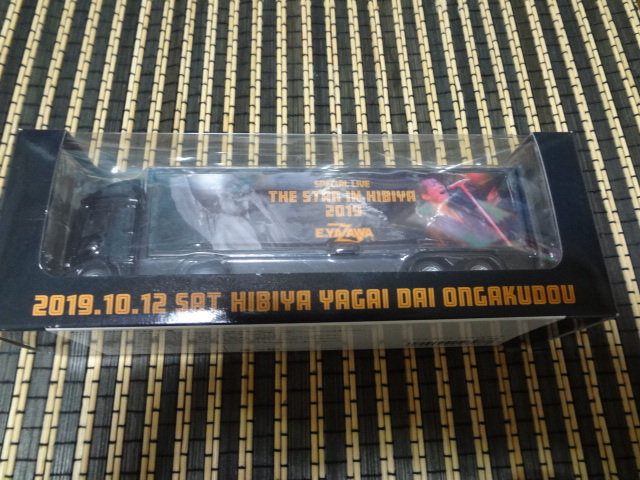 SPECIAL LIVE
THE STAR IN HIBIYA
2019
E.YAZAWA
2019.10.12 SAT HIBIYA YAGAI DAI ONGAKUDOU